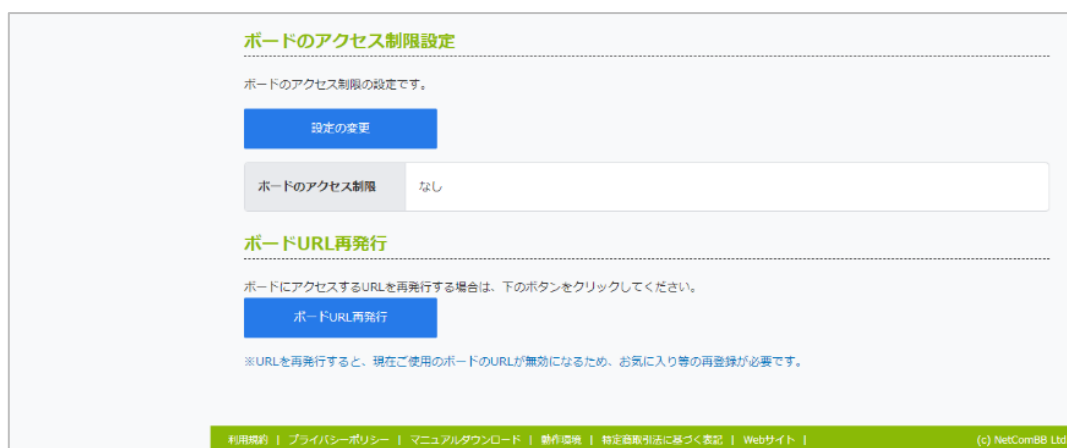 ボードのアクセス制限設定
ボードのアクセス制限の設定です。
設定の変更
ボードのアクセス制限 なし
ボードURL再発行
ボードにアクセスするURLを再発行する場合は、下のボタンをクリックしてください。
ボードURL再発行
※URLを再発行すると、現在ご使用のボードのURLが無効になるため、お気に入り等の再登録が必要です。
利用規約 | プライバシーポリシー | マニュアルダウンロード | 動作環境 | 特定商取引法に基づく表記 | Webサイト | (c) NetComBB Ltd.